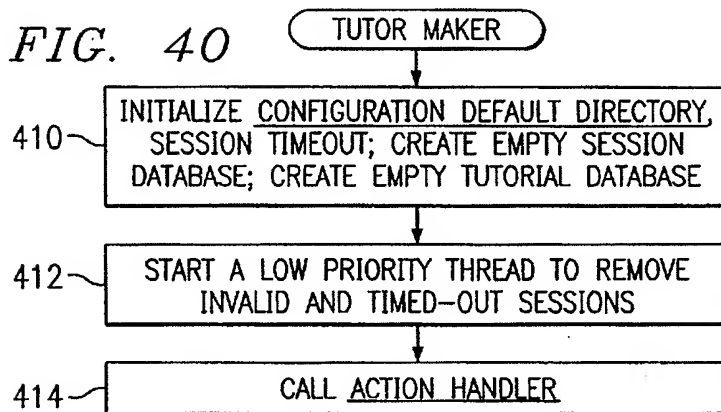 FIG. 40
TUTOR MAKER
410
INITIALIZE CONFIGURATION DEFAULT DIRECTORY,
SESSION TIMEOUT; CREATE EMPTY SESSION
DATABASE; CREATE EMPTY TUTORIAL DATABASE
412
START A LOW PRIORITY THREAD TO REMOVE
INVALID AND TIMED-OUT SESSIONS
414
CALL ACTION HANDLER